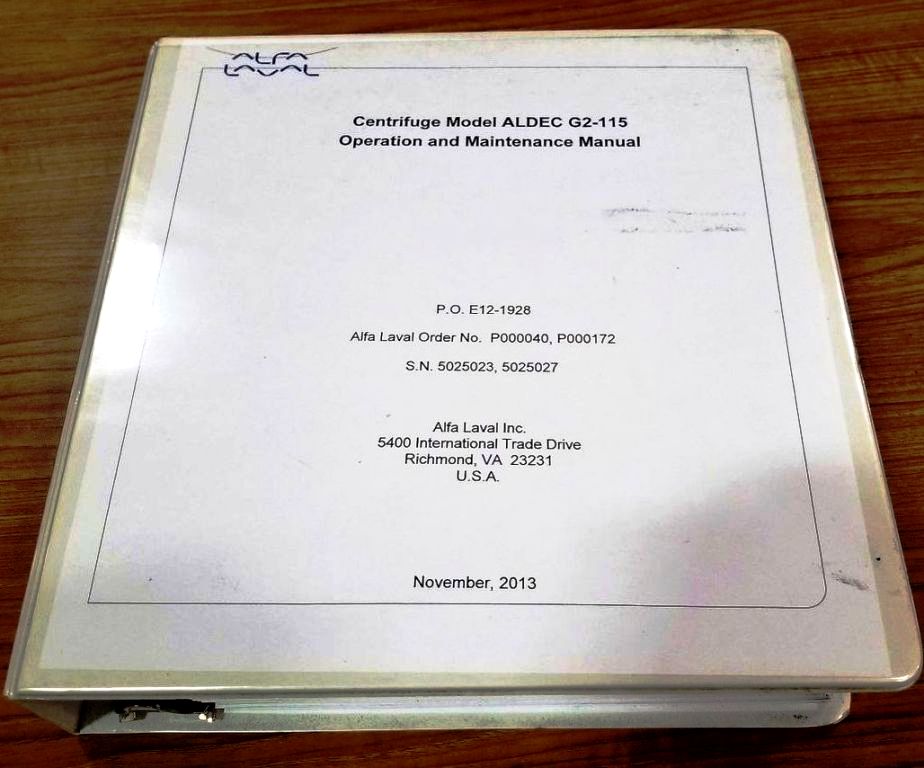 ALFA
LAVAL
Centrifuge Model ALDEC G2-115
Operation and Maintenance Manual
P.O. E12-1928
Alfa Laval Order No. P000040, P000172
S.N. 5025023, 5025027
Alfa Laval Inc.
5400 International Trade Drive
Richmond, VA 23231
U.S.A.
November, 2013